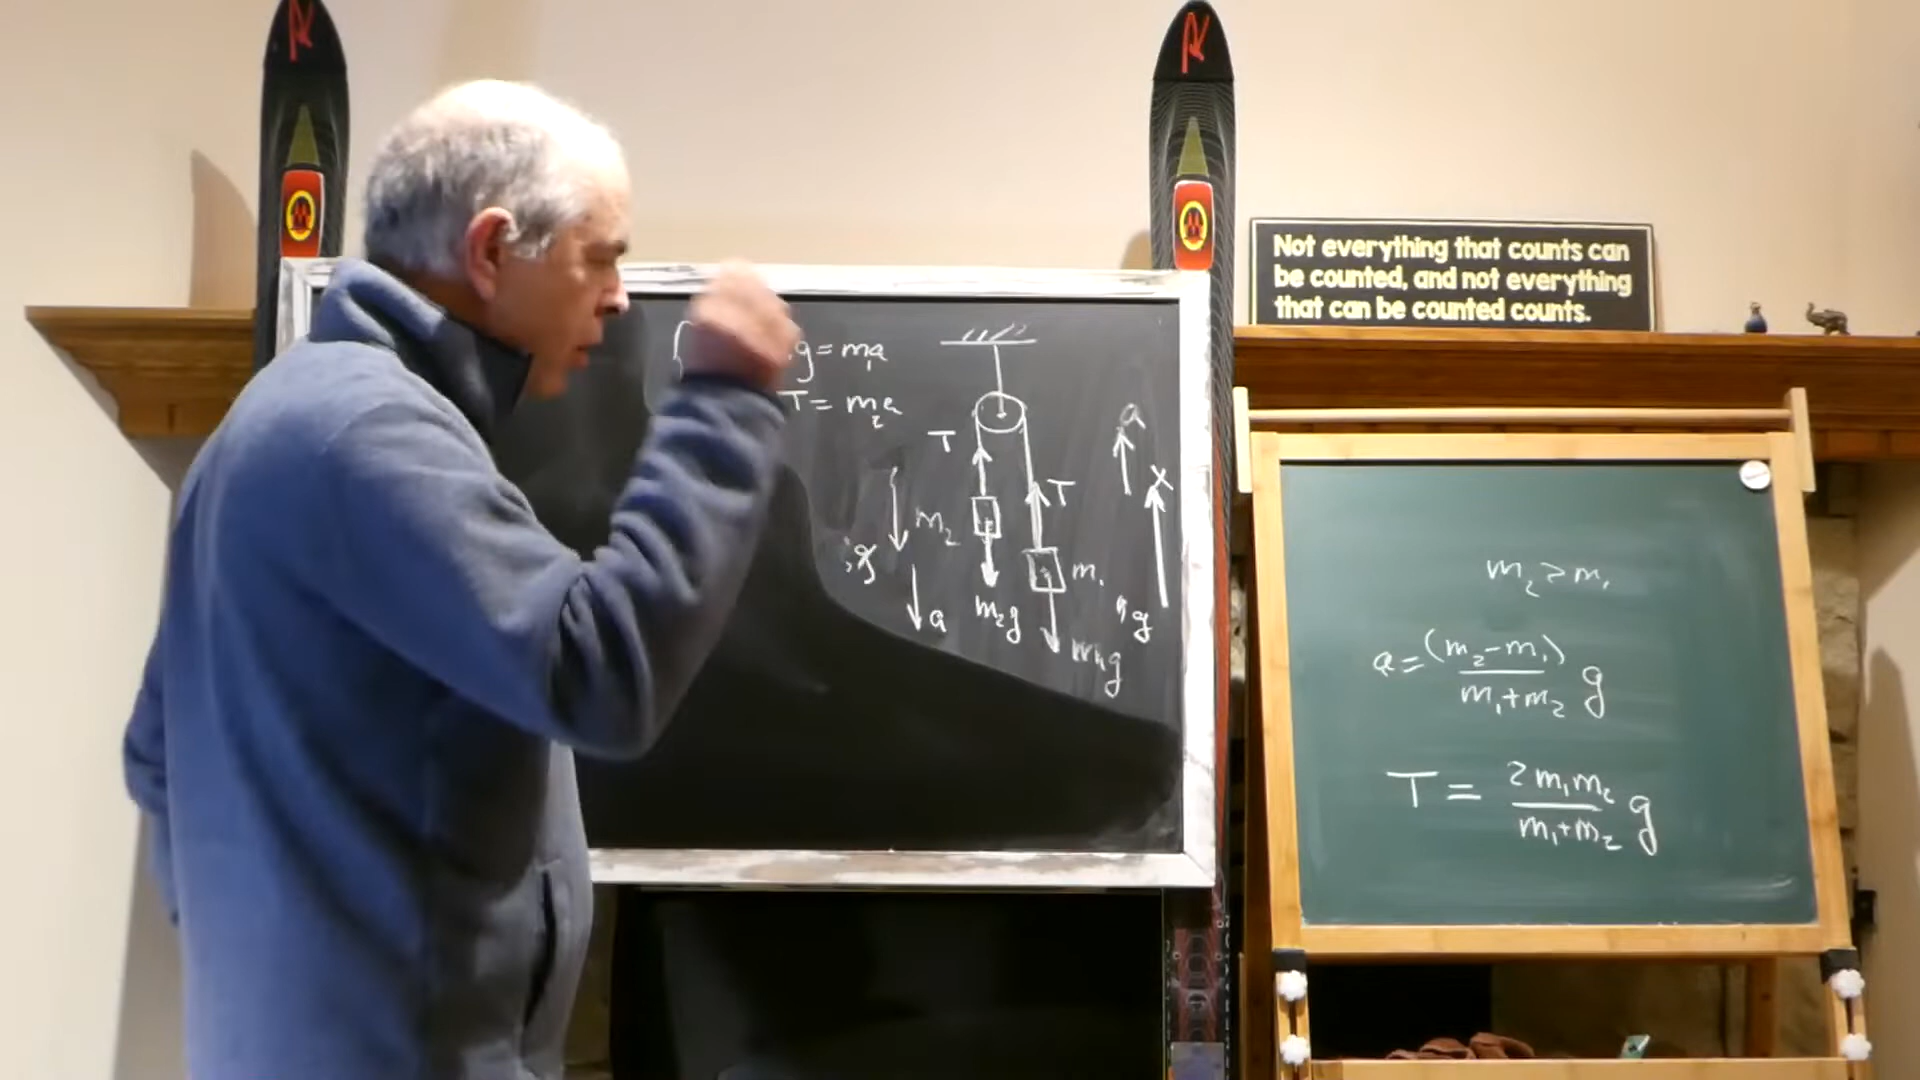 g = m₁a
T = m₂a
a
T
X
T
m₂
m₁
g
a
m₂g
g
m₁g
Not everything that counts can
be counted, and not everything
that can be counted counts.
m₂ > m₁
a = (m₂-m₁) / m₁+m₂ g
T = 2m₁m₂ / m₁+m₂ g